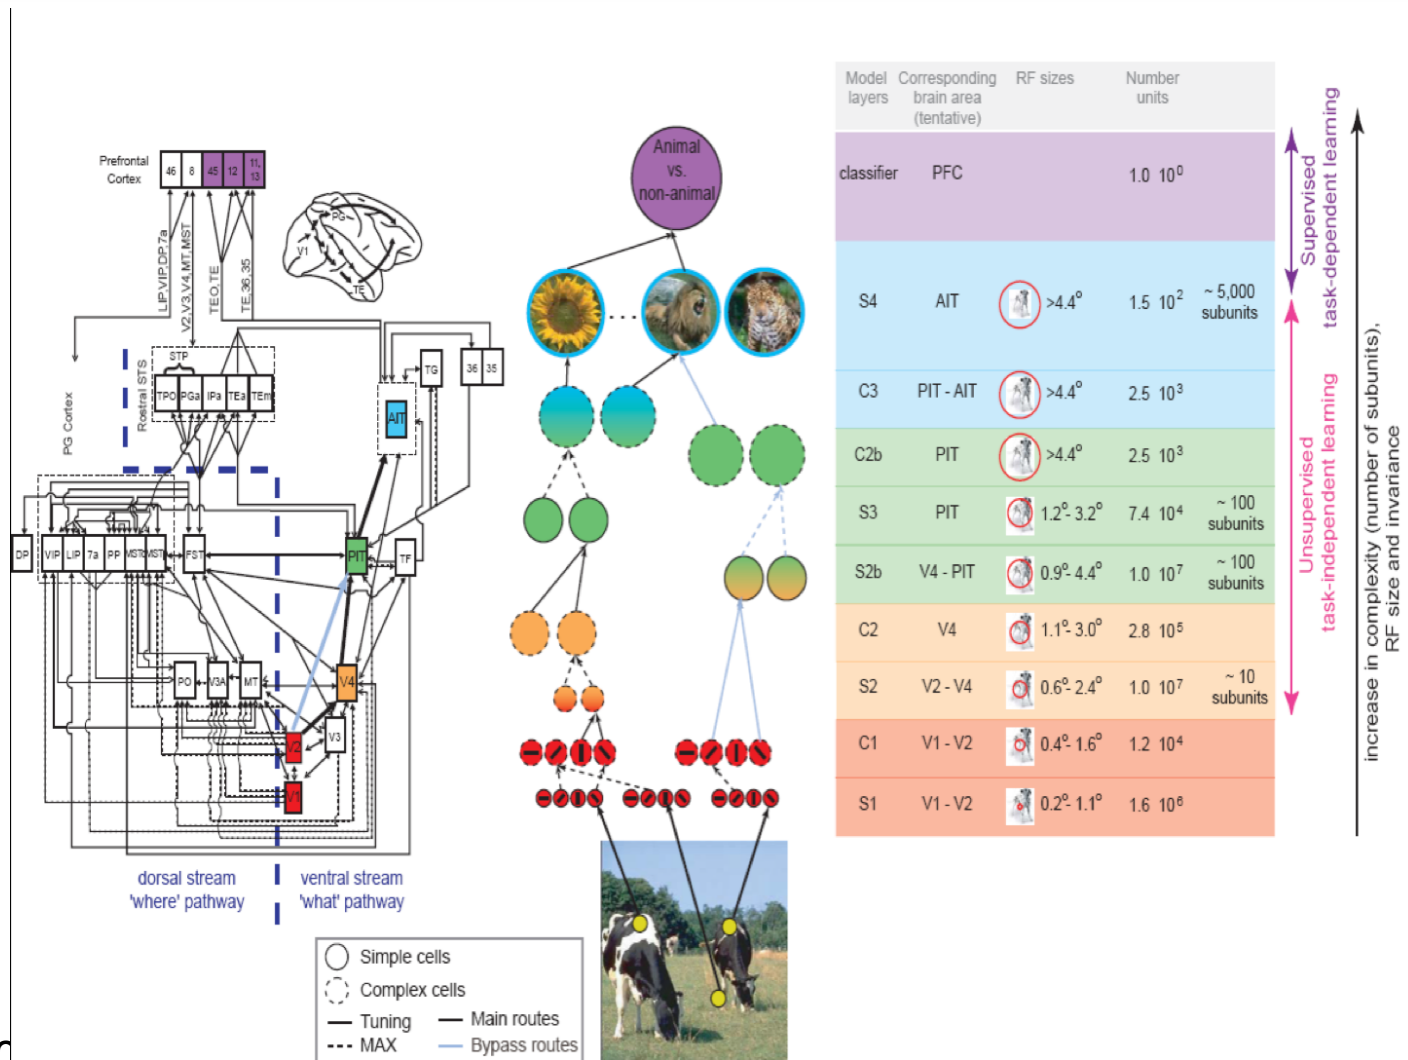 Prefrontal
Cortex
46 8 45 12 11,
13
LIP,VIP,DP,7a
V2,V3,V4,MT,MST
TEO,TE
TE,36,35
PG
V1
TE
PG Cortex
Rostral STS
STP
TPO PGa IPa TEa TEm
TG
36 35
AIT
DP
VIP LIP 7a PP MSTc MSTl FST
PIT
TF
PO V3A MT
V4
V2
V3
V1
dorsal stream
'where' pathway
ventral stream
'what' pathway
Animal
vs.
non-animal
Simple cells
Complex cells
Tuning
Main routes
MAX
Bypass routes
Model
layers
Corresponding
brain area
(tentative)
RF sizes
Number
units
classifier PFC 1.0 10⁰
S4 AIT >4.4° 1.5 10² ~ 5,000
subunits
C3 PIT - AIT >4.4° 2.5 10³
C2b PIT >4.4° 2.5 10³
S3 PIT 1.2°- 3.2° 7.4 10⁴ ~ 100
subunits
S2b V4 - PIT 0.9°- 4.4° 1.0 10⁷ ~ 100
subunits
C2 V4 1.1°- 3.0° 2.8 10⁵
S2 V2 - V4 0.6°- 2.4° 1.0 10⁷ ~ 10
subunits
C1 V1 - V2 0.4°- 1.6° 1.2 10⁴
S1 V1 - V2 0.2°- 1.1° 1.6 10⁶
Supervised
task-dependent learning
Unsupervised
task-independent learning
increase in complexity (number of subunits),
RF size and invariance